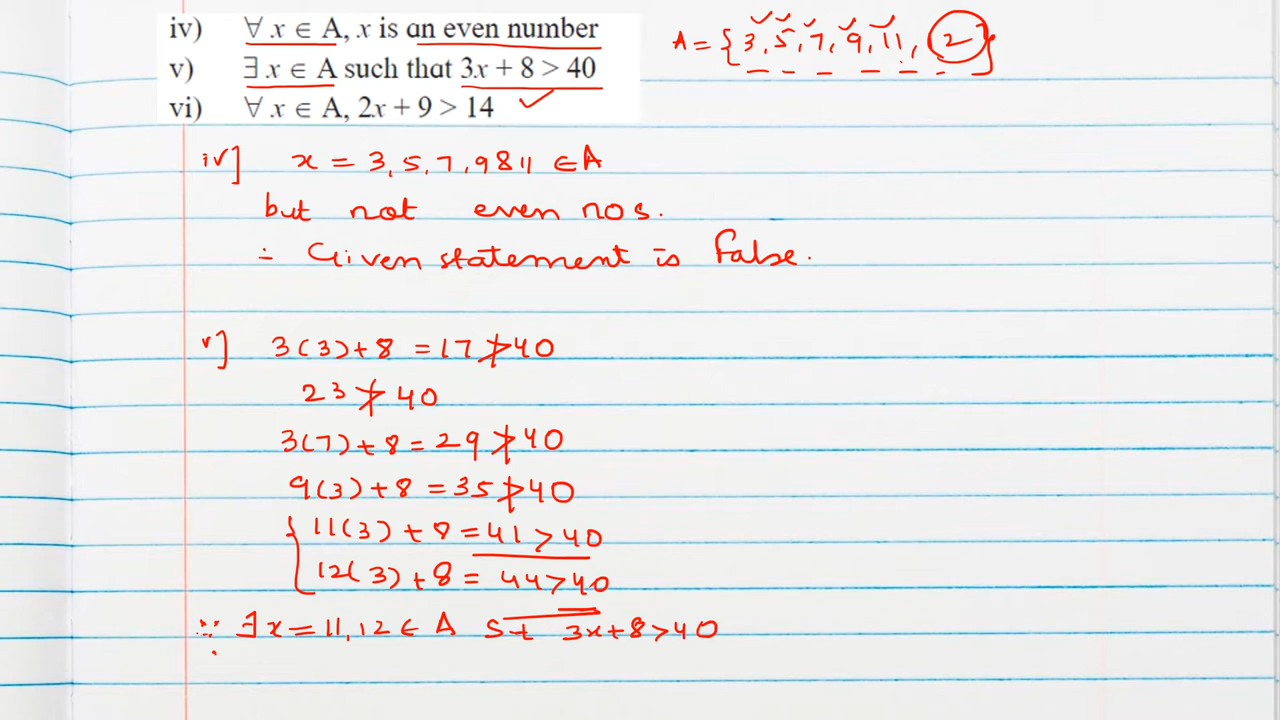 iv) ∀ x ∈ A, x is an even number
A = {3, 5, 7, 9, 11, 2}
v) ∃ x ∈ A such that 3x + 8 > 40
vi) ∀ x ∈ A, 2x + 9 > 14 ✓
iv] x = 3, 5, 7, 9 & 11 ∈ A
but not even nos.
∴ Given statement is False.
v] 3(3)+8 = 17 ≯ 40
23 ≯ 40
3(7)+8 = 29 ≯ 40
9(3)+8 = 35 ≯ 40
11(3)+8 = 41 > 40
12(3)+8 = 44 > 40
∵ ∃ x = 11, 12 ∈ A St 3x+8 > 40